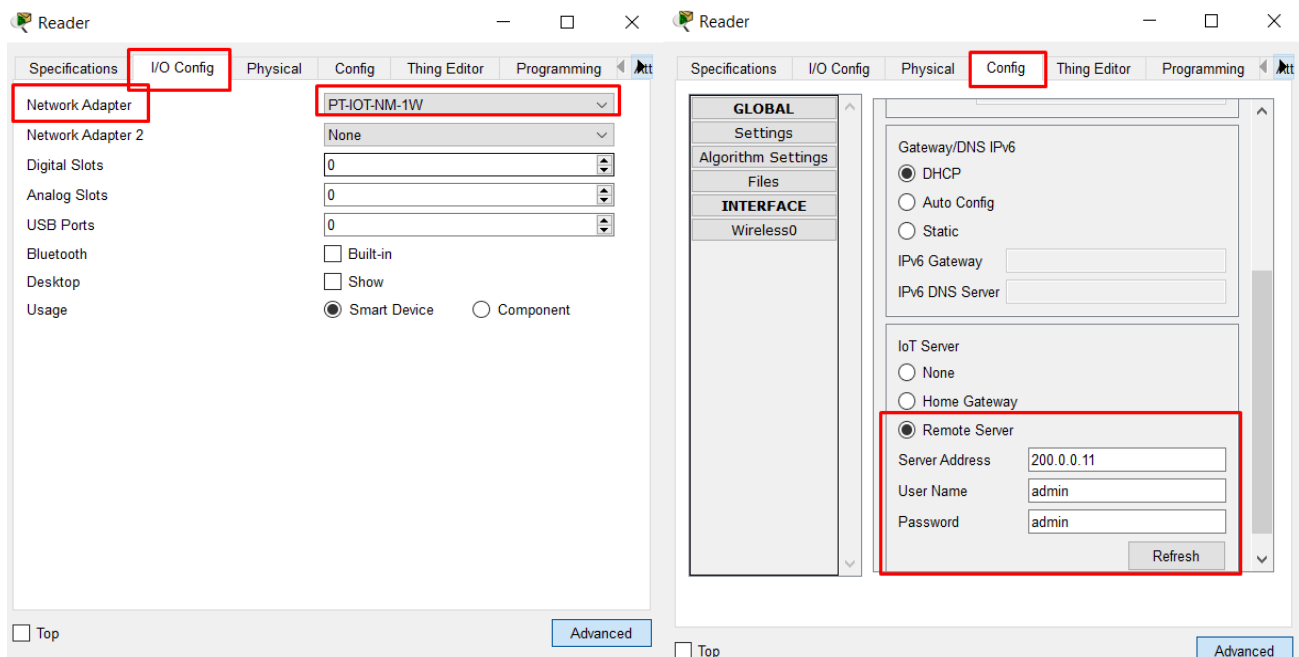 Reader
Specifications I/O Config Physical Config Thing Editor Programming Att
Network Adapter PT-IOT-NM-1W
Network Adapter 2 None
Digital Slots 0
Analog Slots 0
USB Ports 0
Bluetooth Built-in
Desktop Show
Usage Smart Device Component
Top Advanced
Reader
Specifications I/O Config Physical Config Thing Editor Programming Att
GLOBAL
Settings
Algorithm Settings
Files
INTERFACE
Wireless0
Gateway/DNS IPv6
DHCP
Auto Config
Static
IPv6 Gateway
IPv6 DNS Server
IoT Server
None
Home Gateway
Remote Server
Server Address 200.0.0.11
User Name admin
Password admin
Refresh
Top Advanced